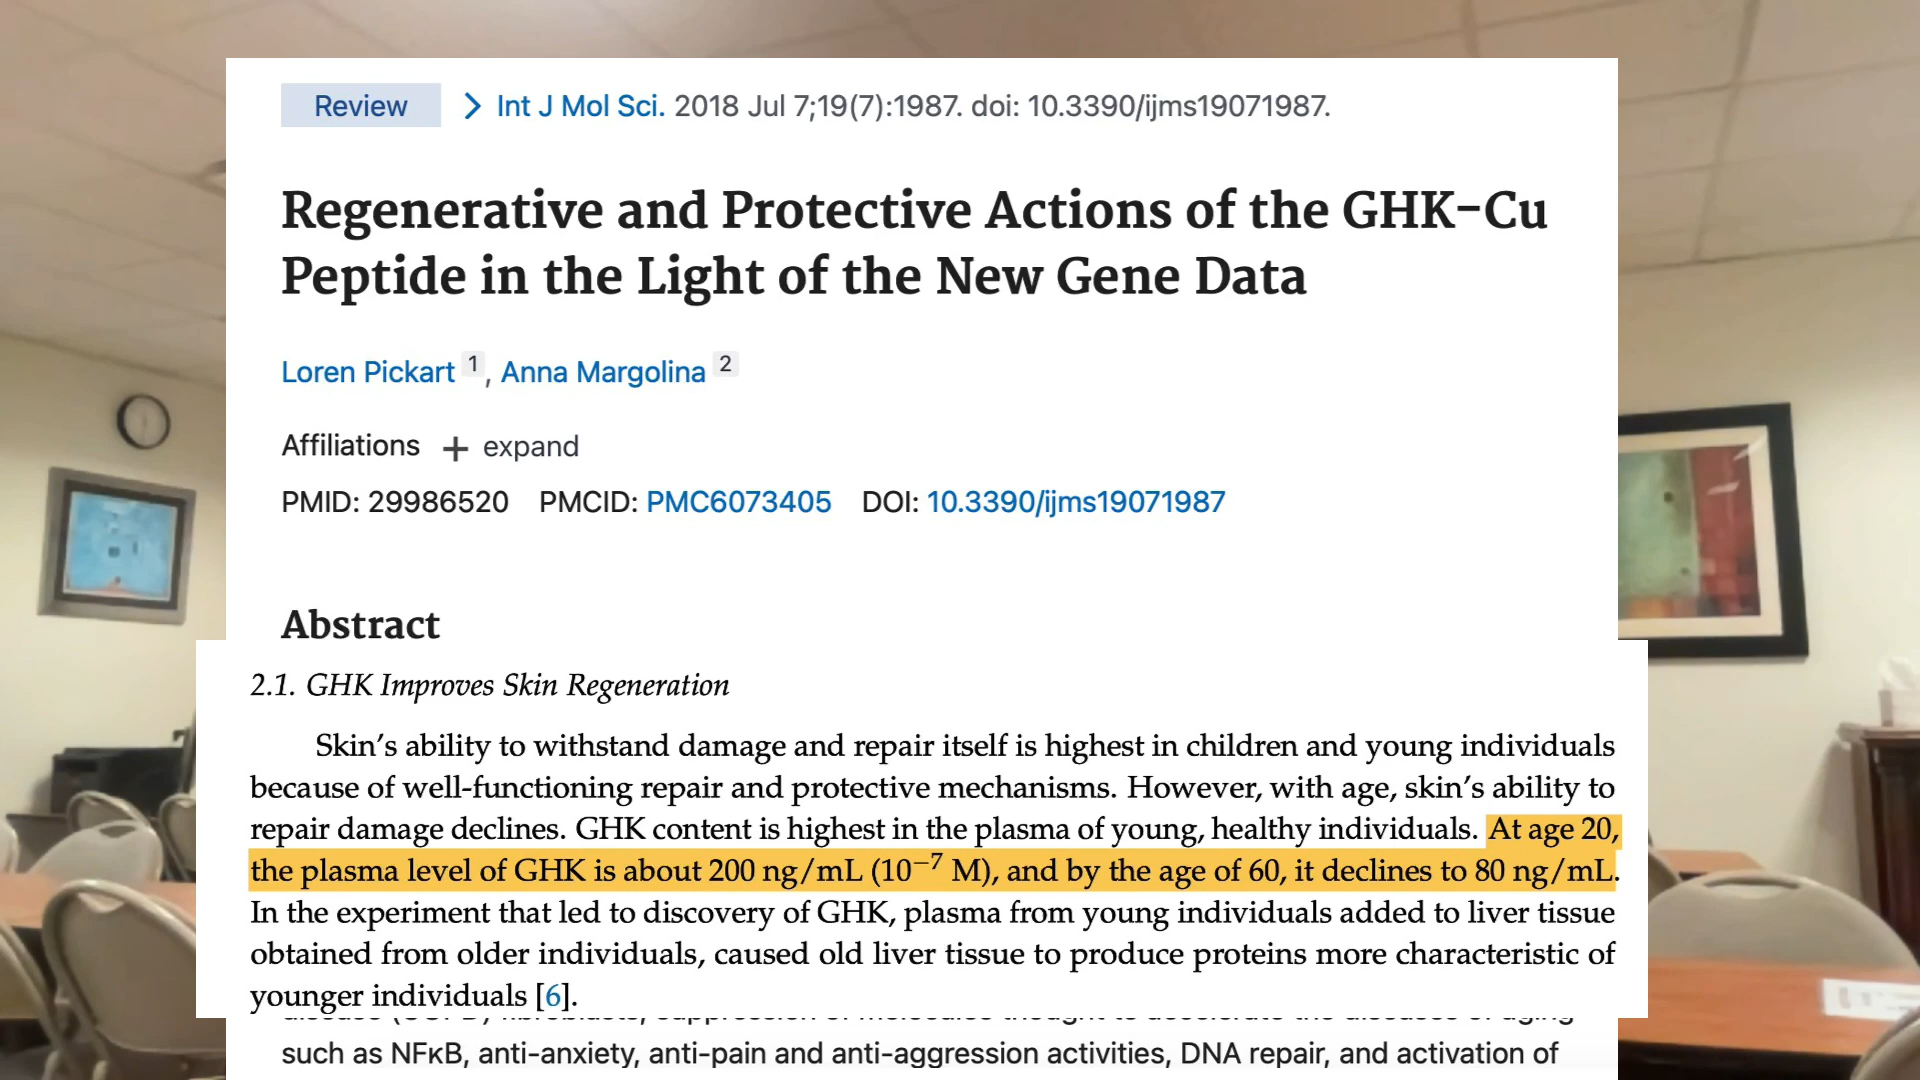 Review > Int J Mol Sci. 2018 Jul 7;19(7):1987. doi: 10.3390/ijms19071987.
Regenerative and Protective Actions of the GHK-Cu
Peptide in the Light of the New Gene Data
Loren Pickart 1, Anna Margolina 2
Affiliations + expand
PMID: 29986520 PMCID: PMC6073405 DOI: 10.3390/ijms19071987
Abstract
2.1. GHK Improves Skin Regeneration
Skin's ability to withstand damage and repair itself is highest in children and young individuals
because of well-functioning repair and protective mechanisms. However, with age, skin's ability to
repair damage declines. GHK content is highest in the plasma of young, healthy individuals. At age 20,
the plasma level of GHK is about 200 ng/mL (10⁻⁷ M), and by the age of 60, it declines to 80 ng/mL.
In the experiment that led to discovery of GHK, plasma from young individuals added to liver tissue
obtained from older individuals, caused old liver tissue to produce proteins more characteristic of
younger individuals [6].
such as NFκB, anti-anxiety, anti-pain and anti-aggression activities, DNA repair, and activation of